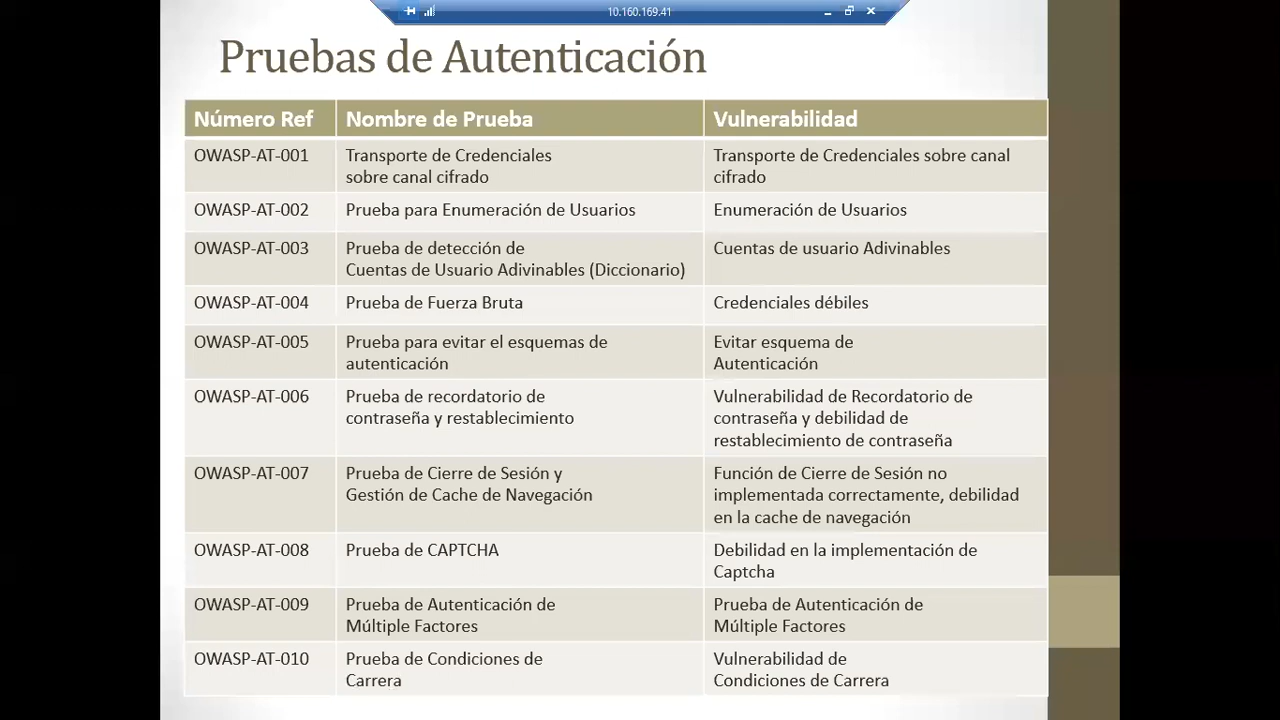 10.160.169.41
Pruebas de Autenticación
Número Ref Nombre de Prueba Vulnerabilidad
OWASP-AT-001
Transporte de Credenciales
sobre canal cifrado
Transporte de Credenciales sobre canal
cifrado
OWASP-AT-002
Prueba para Enumeración de Usuarios
Enumeración de Usuarios
OWASP-AT-003
Prueba de detección de
Cuentas de Usuario Adivinables (Diccionario)
Cuentas de usuario Adivinables
OWASP-AT-004
Prueba de Fuerza Bruta
Credenciales débiles
OWASP-AT-005
Prueba para evitar el esquemas de
autenticación
Evitar esquema de
Autenticación
OWASP-AT-006
Prueba de recordatorio de
contraseña y restablecimiento
Vulnerabilidad de Recordatorio de
contraseña y debilidad de
restablecimiento de contraseña
OWASP-AT-007
Prueba de Cierre de Sesión y
Gestión de Cache de Navegación
Función de Cierre de Sesión no
implementada correctamente, debilidad
en la cache de navegación
OWASP-AT-008
Prueba de CAPTCHA
Debilidad en la implementación de
Captcha
OWASP-AT-009
Prueba de Autenticación de
Múltiple Factores
Prueba de Autenticación de
Múltiple Factores
OWASP-AT-010
Prueba de Condiciones de
Carrera
Vulnerabilidad de
Condiciones de Carrera